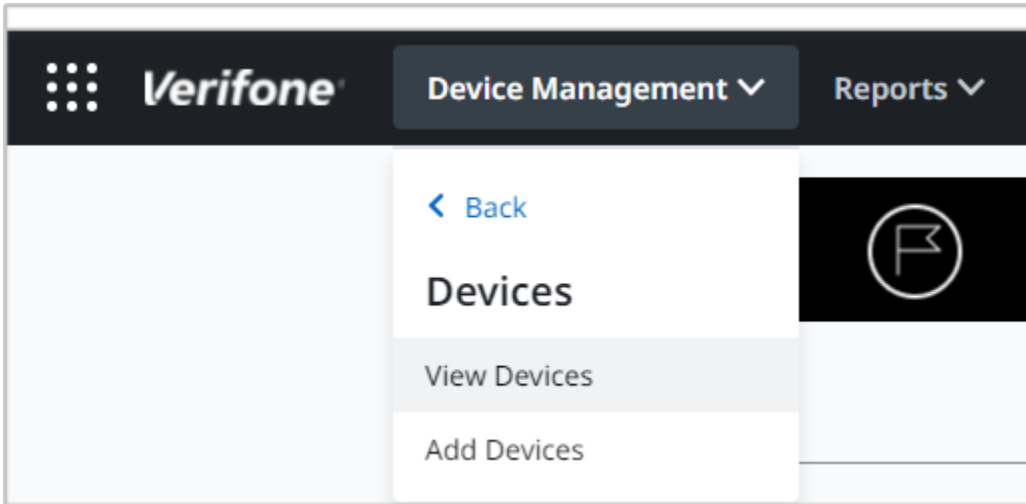 Verifone
Device Management
Reports
Back
Devices
View Devices
Add Devices